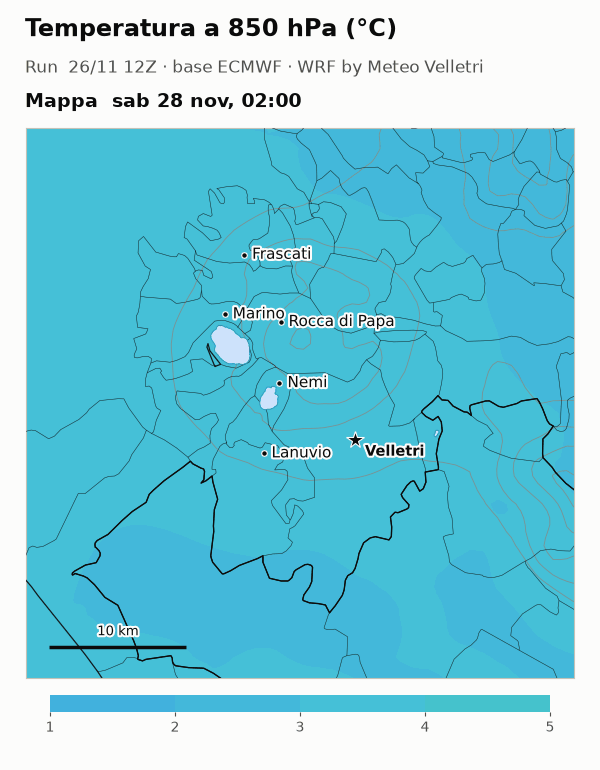 Temperatura a 850 hPa (°C)
Run  26/11 12Z · base ECMWF · WRF by Meteo Velletri
Mappa  sab 28 nov, 02:00
Frascati
Marino
Rocca di Papa
Nemi
Velletri
Lanuvio
10 km
1 2 3 4 5